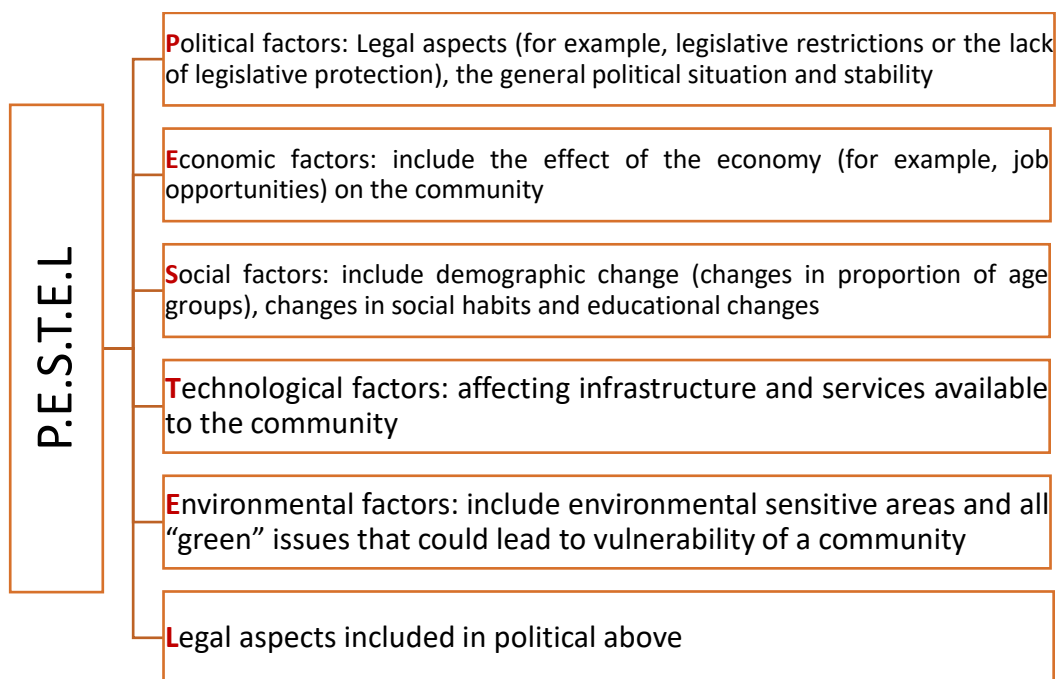 P.E.S.T.E.L
Political factors: Legal aspects (for example, legislative restrictions or the lack
of legislative protection), the general political situation and stability
Economic factors: include the effect of the economy (for example, job
opportunities) on the community
Social factors: include demographic change (changes in proportion of age
groups), changes in social habits and educational changes
Technological factors: affecting infrastructure and services available
to the community
Environmental factors: include environmental sensitive areas and all
“green” issues that could lead to vulnerability of a community
Legal aspects included in political above